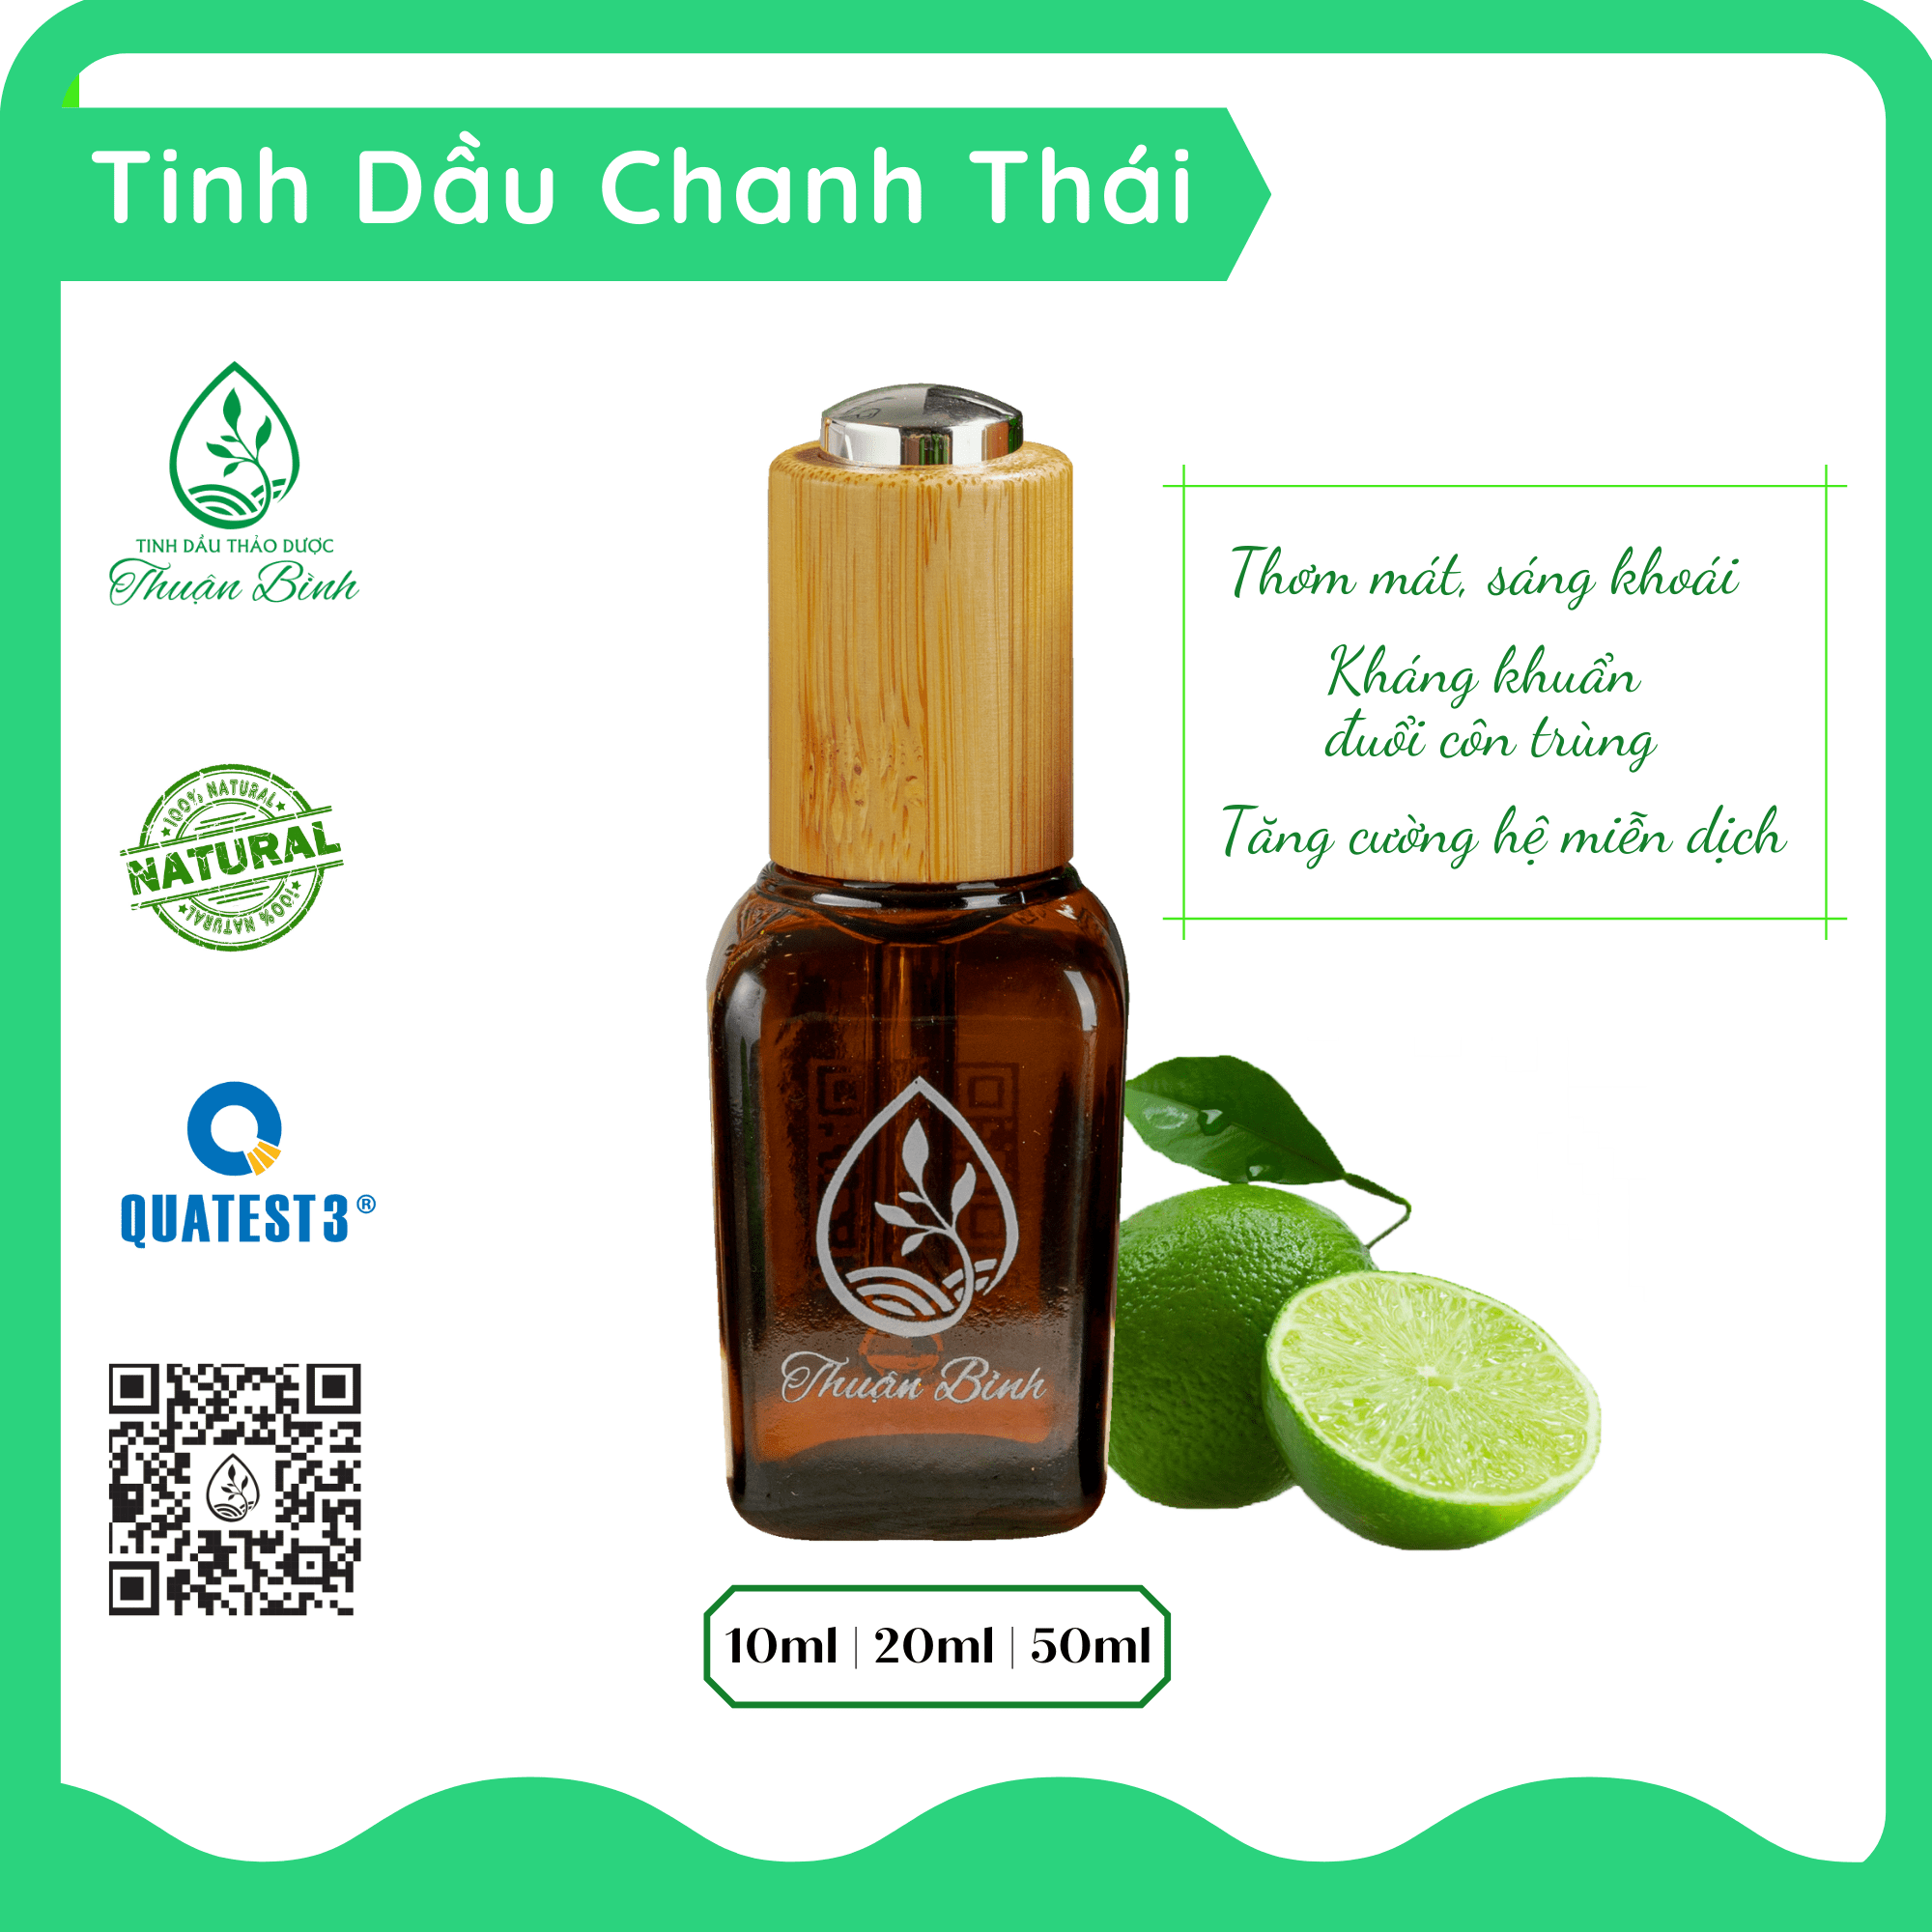 Tinh Dầu Chanh Thái
TINH DẦU THẢO DƯỢC
Thuận Bình
100% NATURAL
NATURAL
100% NATURAL
QUATEST 3®
Thơm mát, sáng khoái
Kháng khuẩn
đuổi côn trùng
Tăng cường hệ miễn dịch
Thuận Bình
10ml | 20ml | 50ml